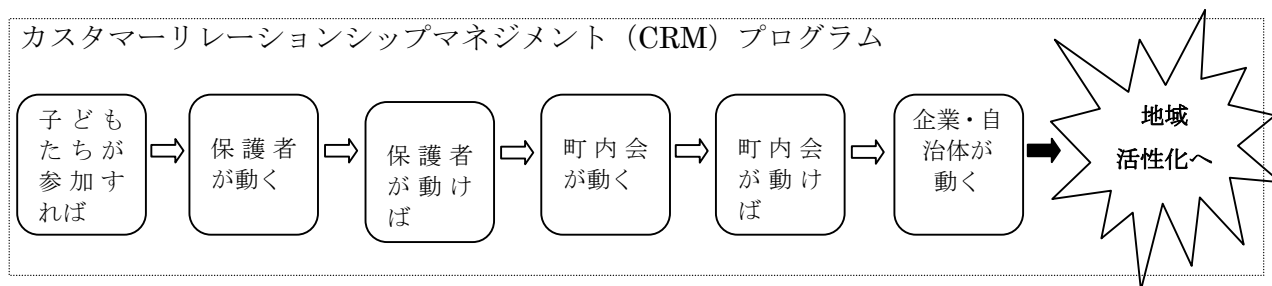 カスタマーリレーションシップマネジメント（CRM）プログラム
子ども
たちが
参加す
れば
保護者
が動く
保護者
が動け
ば
町内会
が動く
町内会
が動け
ば
企業・自
治体が
動く
地域
活性化へ